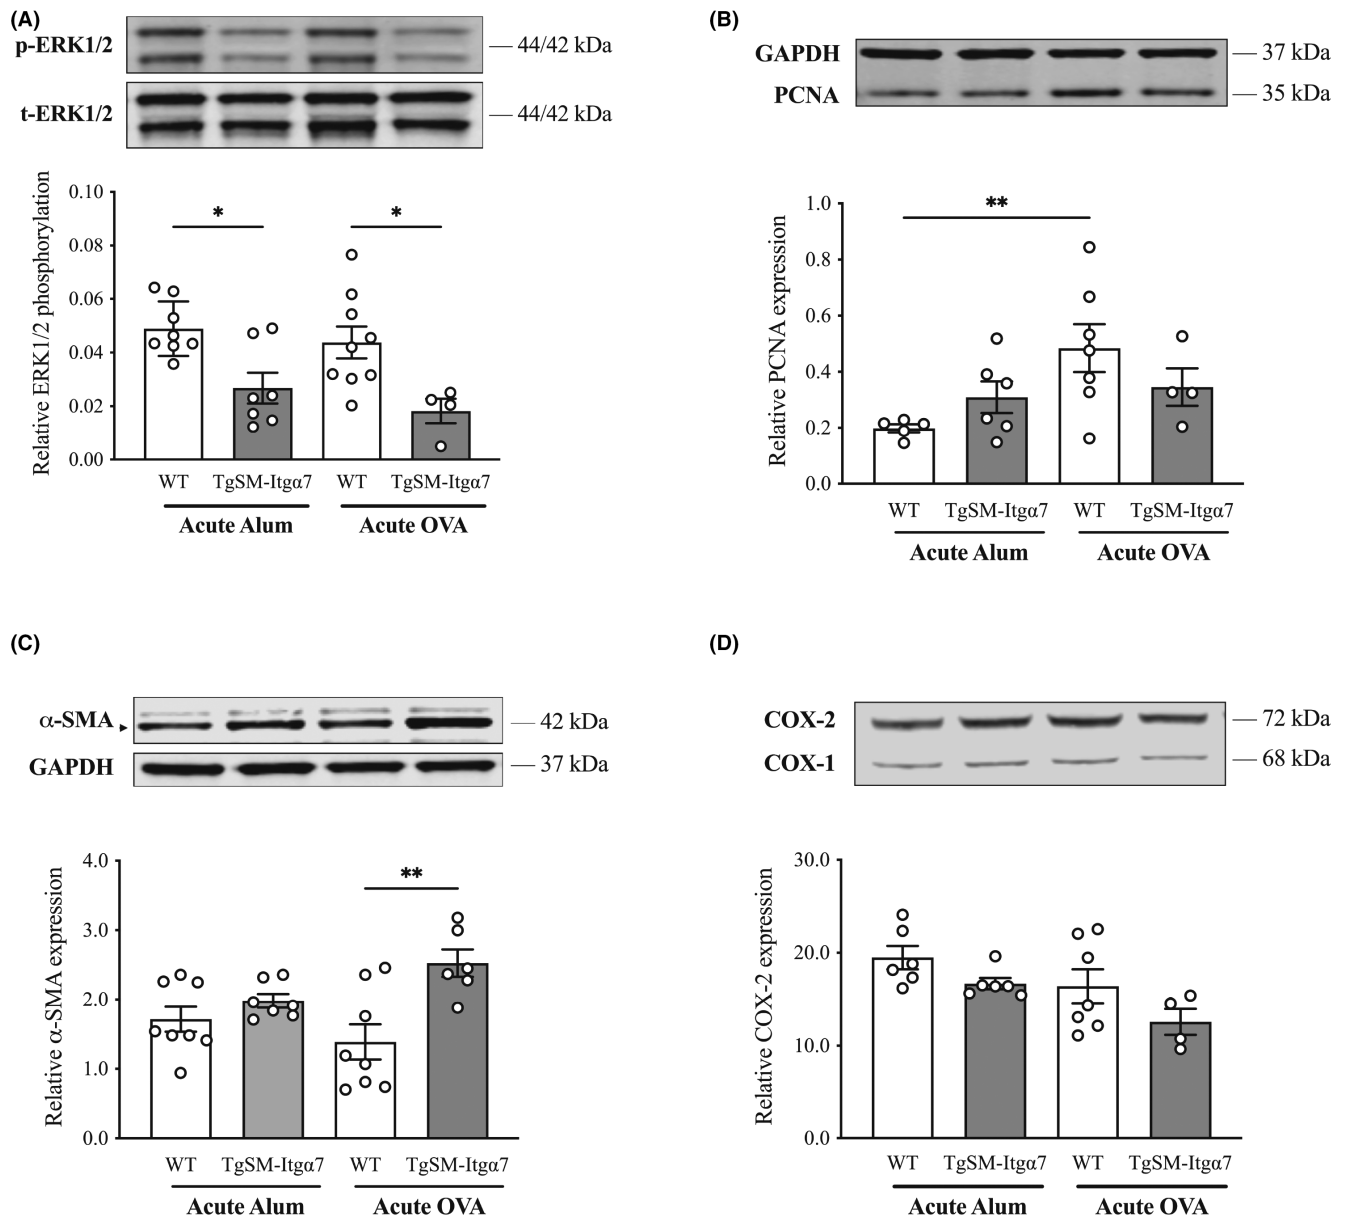 (A)
p-ERK1/2
44/42 kDa
t-ERK1/2
44/42 kDa
Relative ERK1/2 phosphorylation
0.10
0.08
0.06
0.04
0.02
0.00
*
*
WT
TgSM-Itgα7
WT
TgSM-Itgα7
Acute Alum
Acute OVA
(B)
GAPDH
37 kDa
PCNA
35 kDa
Relative PCNA expression
1.0
0.8
0.6
0.4
0.2
0.0
**
WT
TgSM-Itgα7
WT
TgSM-Itgα7
Acute Alum
Acute OVA
(C)
α-SMA
42 kDa
GAPDH
37 kDa
Relative α-SMA expression
4.0
3.0
2.0
1.0
0.0
**
WT
TgSM-Itgα7
WT
TgSM-Itgα7
Acute Alum
Acute OVA
(D)
COX-2
72 kDa
COX-1
68 kDa
Relative COX-2 expression
30.0
20.0
10.0
0.0
WT
TgSM-Itgα7
WT
TgSM-Itgα7
Acute Alum
Acute OVA